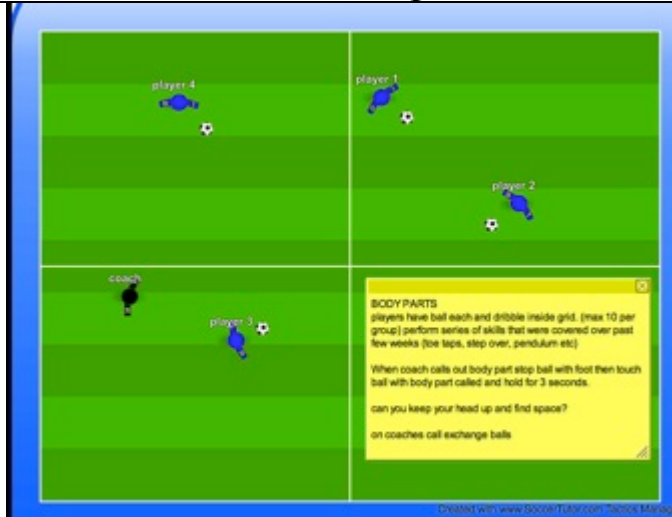 player 4
player 1
player 2
coach
player 3
BODY PARTS
players have ball each and dribble inside grid. (max 10 per
group) perform series of skills that were covered over past
few weeks (toe taps, step over, pendulum etc)
When coach calls out body part stop ball with foot then touch
ball with body part called and hold for 3 seconds.
can you keep your head up and find space?
on coaches call exchange balls
Created with www.SoccerTutor.com Tactics Manag